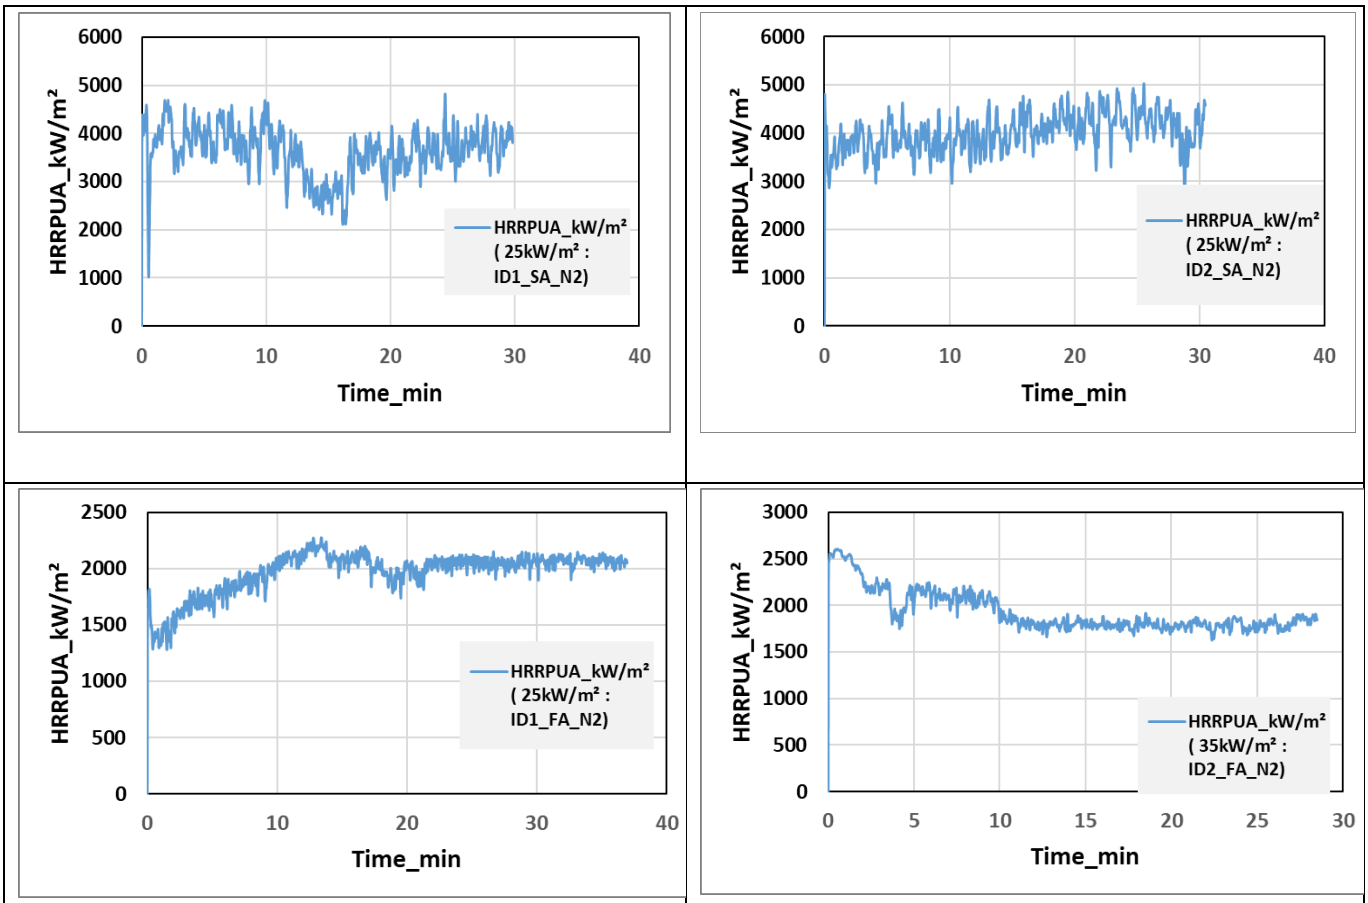 6000
5000
4000
3000
2000
1000
0
HRRPUA_kW/m²
0 10 20 30 40
Time_min
HRRPUA_kW/m²
( 25kW/m² :
ID1_SA_N2)
6000
5000
4000
3000
2000
1000
0
HRRPUA_kW/m²
0 10 20 30 40
Time_min
HRRPUA_kW/m²
( 25kW/m² :
ID2_SA_N2)
2500
2000
1500
1000
500
0
HRRPUA_kW/m²
0 10 20 30 40
Time_min
HRRPUA_kW/m²
( 25kW/m² :
ID1_FA_N2)
3000
2500
2000
1500
1000
500
0
HRRPUA_kW/m²
0 5 10 15 20 25 30
Time_min
HRRPUA_kW/m²
( 35kW/m² :
ID2_FA_N2)